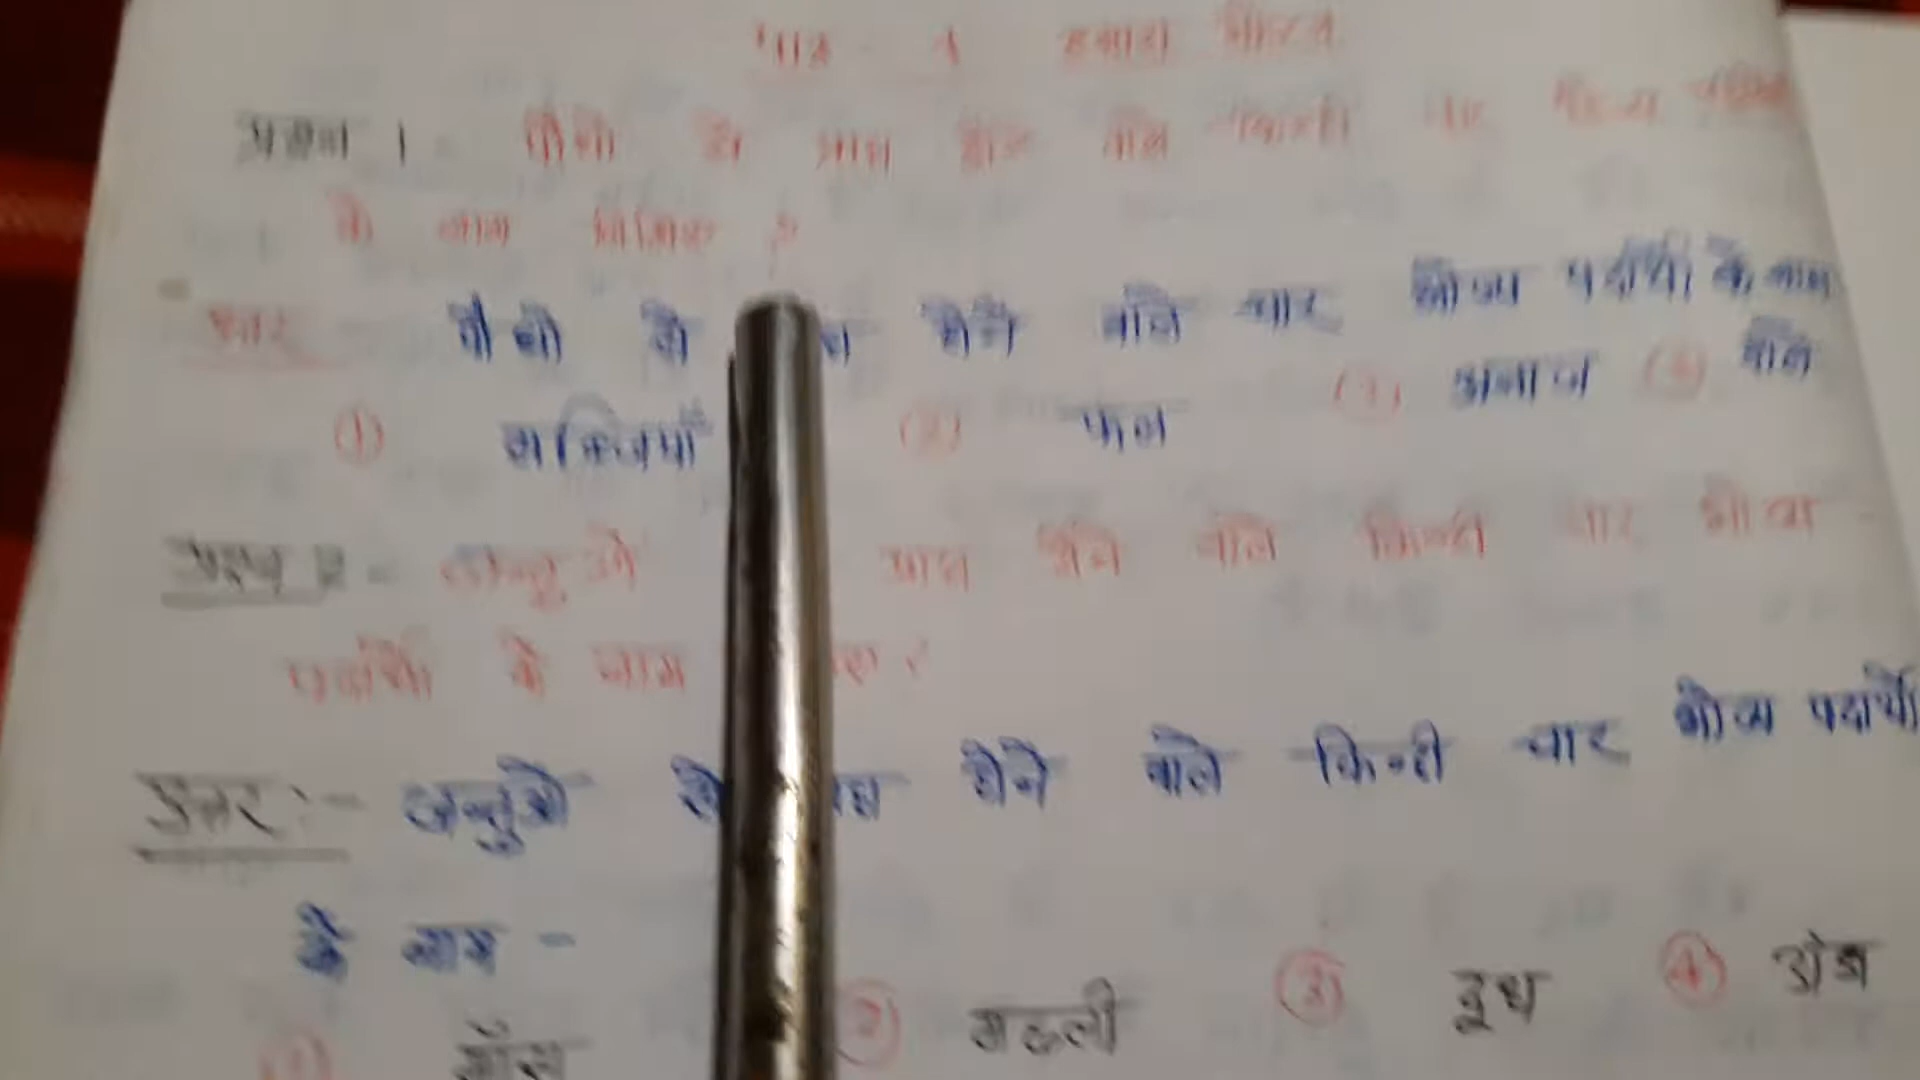 पाठ - हमारा भोजन
प्रश्न 1 - पौधों से प्राप्त होने वाले किन्ही चार भोज्य पदार्थों
के नाम लिखिए ?
उत्तर पौधों से होने वाले चार भोज्य पदार्थों के नाम
① सब्जियाँ ② फल ③ अनाज ④
प्रश्न 2 - जन्तुओं प्राप्त होने वाले किन्ही चार भोज्य
पदार्थों के नाम
उत्तर :- जन्तुओं से होने वाले किन्ही चार भोज्य पदार्थों
के नाम -
① माँस ② मछली ③ दूध ④